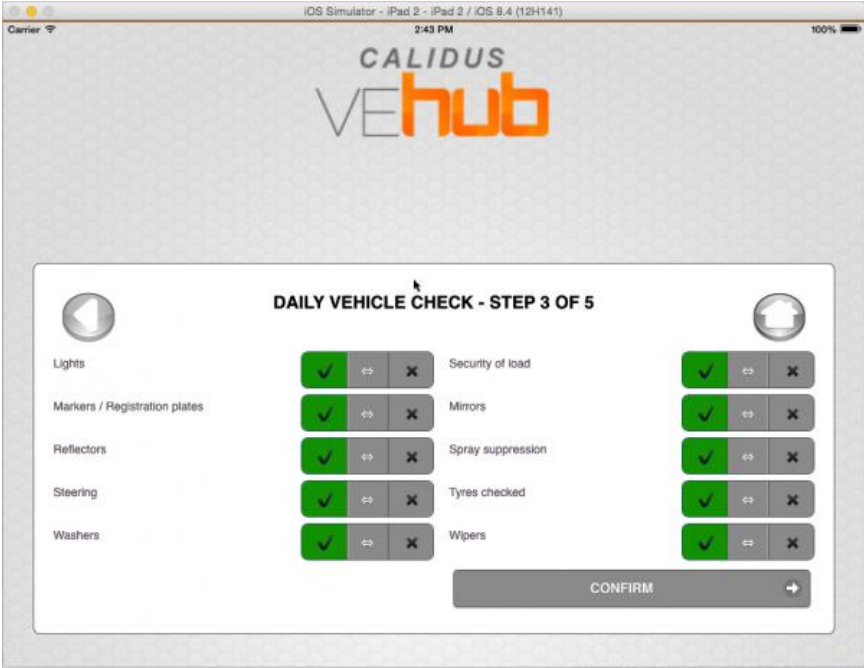 iOS Simulator - iPad 2 - iPad 2 / iOS 8.4 (12H141)
Carrier 2:43 PM 100%
CALIDUS
VEhub
DAILY VEHICLE CHECK - STEP 3 OF 5
Lights Security of load
Markers / Registration plates Mirrors
Reflectors Spray suppression
Steering Tyres checked
Washers Wipers
CONFIRM